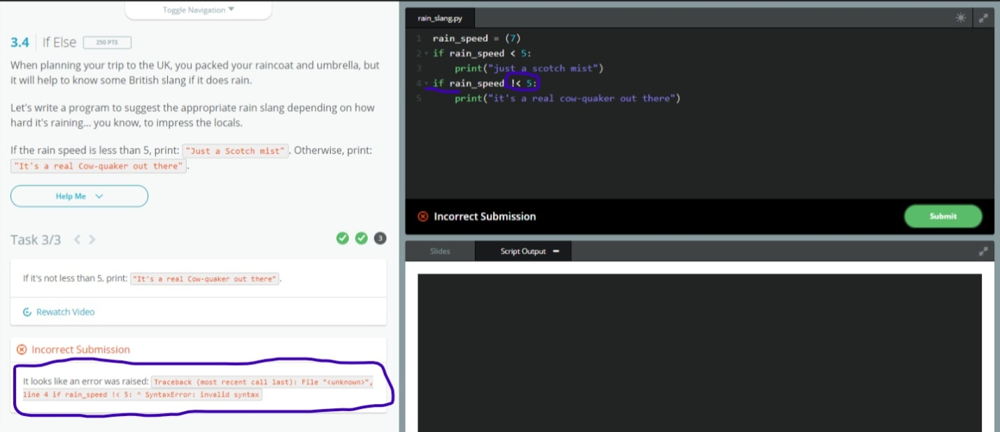 Toggle Navigation
3.4 If Else 250 PTS
When planning your trip to the UK, you packed your raincoat and umbrella, but
it will help to know some British slang if it does rain.
Let's write a program to suggest the appropriate rain slang depending on how
hard it's raining... you know, to impress the locals.
If the rain speed is less than 5, print: "Just a Scotch mist". Otherwise, print:
"It's a real Cow-quaker out there".
Help Me
Task 3/3 < > 3
If it's not less than 5, print: "It's a real Cow-quaker out there".
Rewatch Video
Incorrect Submission
It looks like an error was raised: Traceback (most recent call last): File "<unknown>",
line 4 if rain_speed !< 5: ^ SyntaxError: invalid syntax
rain_slang.py
1 rain_speed = (7)
2 if rain_speed < 5:
3 print("just a scotch mist")
4 if rain_speed !< 5:
5 print("it's a real cow-quaker out there")
Incorrect Submission
Submit
Slides Script Output